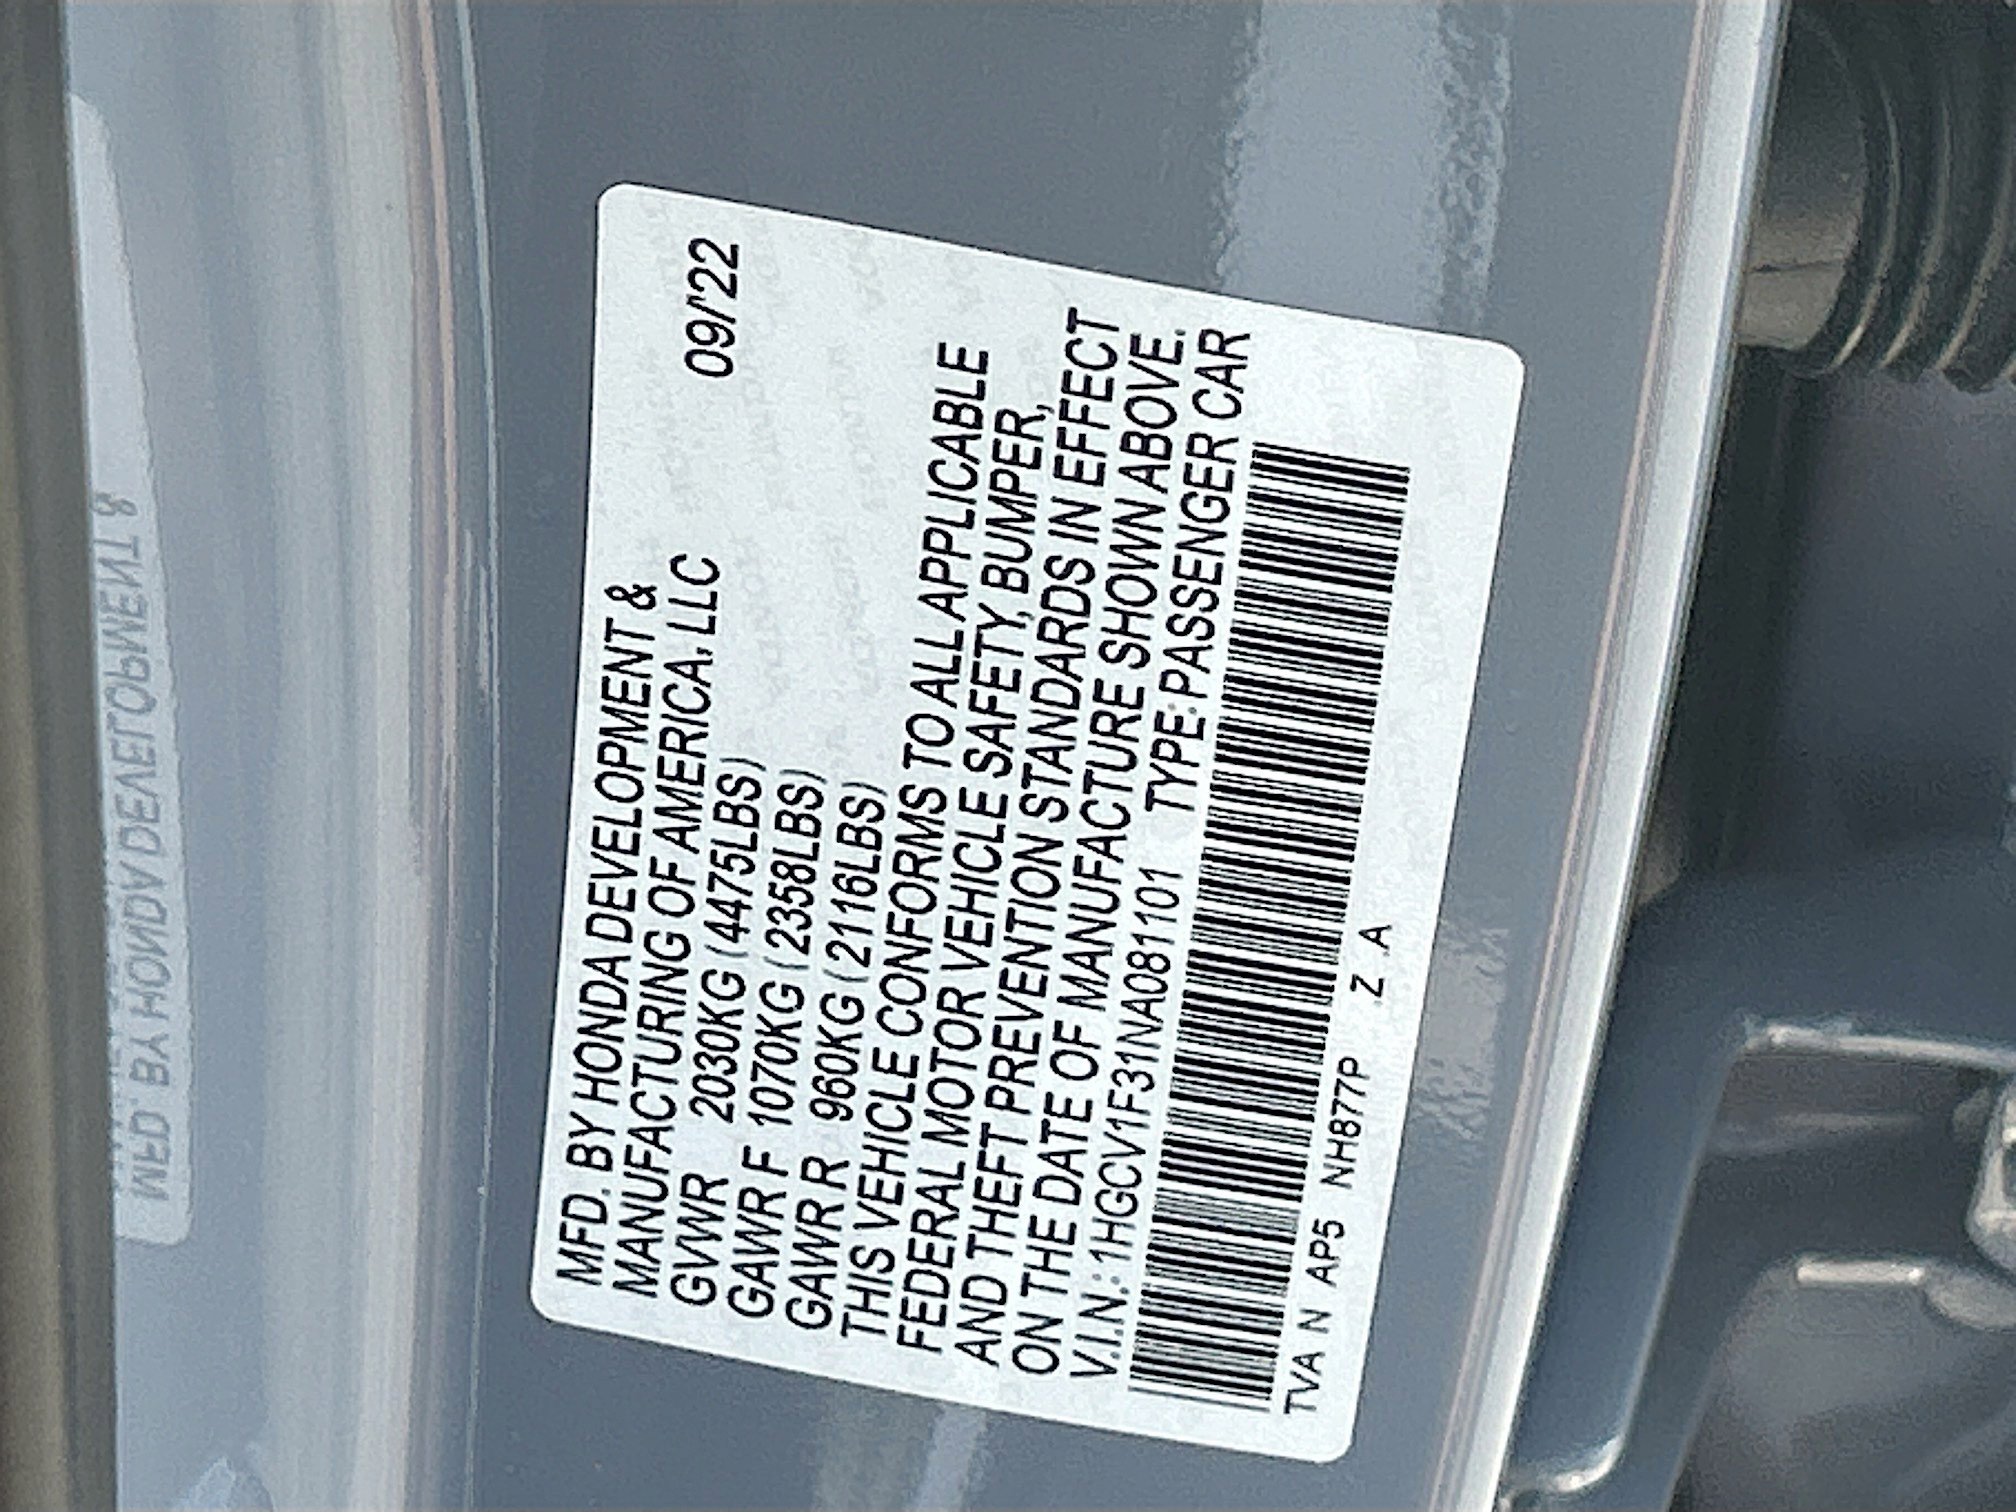 MFD. BY HONDA DEVELOPMENT &
MANUFACTURING OF AMERICA, LLC 09/'22
GVWR 2030KG (4475LBS)
GAWR F 1070KG (2358LBS)
GAWR R 960KG (2116LBS)
THIS VEHICLE CONFORMS TO ALL APPLICABLE
FEDERAL MOTOR VEHICLE SAFETY, BUMPER,
AND THEFT PREVENTION STANDARDS IN EFFECT
ON THE DATE OF MANUFACTURE SHOWN ABOVE.
V.I.N.: 1HGCV1F31NA081101 TYPE: PASSENGER CAR
TVA N AP5 NH877P Z A
MFD. BY HONDA DEVELOPMENT &